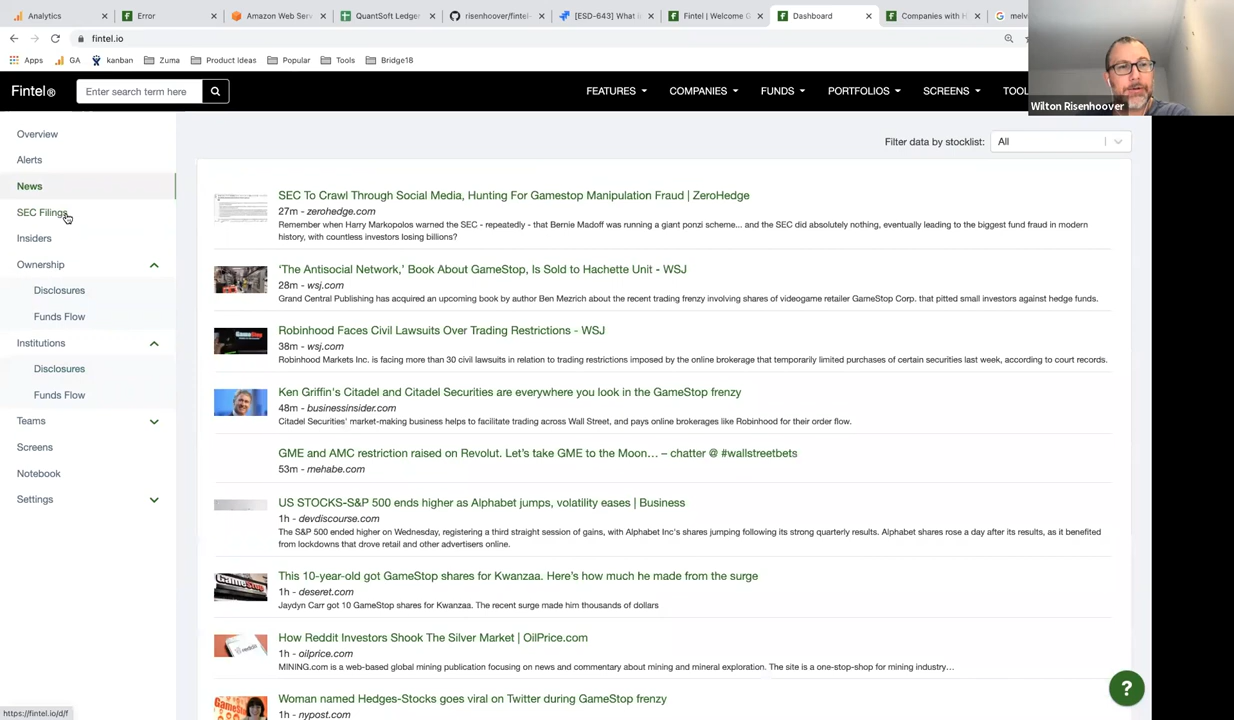 Analytics
Error
Amazon Web Serv
QuantSoft Ledger
risenhoover/fintel-
[ESD-643] What i
Fintel | Welcome
Dashboard
Companies with H
melvi
fintel.io
Apps
GA
kanban
Zuma
Product Ideas
Popular
Tools
Bridge18
Fintel
Enter search term here
FEATURES
COMPANIES
FUNDS
PORTFOLIOS
SCREENS
TOOL
Wilton Risenhoover
Overview
Alerts
News
SEC Filings
Insiders
Ownership
Disclosures
Funds Flow
Institutions
Disclosures
Funds Flow
Teams
Screens
Notebook
Settings
Filter data by stocklist:
All
SEC To Crawl Through Social Media, Hunting For Gamestop Manipulation Fraud | ZeroHedge
27m - zerohedge.com
Remember when Harry Markopolos warned the SEC - repeatedly - that Bernie Madoff was running a giant ponzi scheme... and the SEC did absolutely nothing, eventually leading to the biggest fund fraud in modern
history, with countless investors losing billions?
'The Antisocial Network,' Book About GameStop, Is Sold to Hachette Unit - WSJ
28m - wsj.com
Grand Central Publishing has acquired an upcoming book by author Ben Mezrich about the recent trading frenzy involving shares of videogame retailer GameStop Corp. that pitted small investors against hedge funds.
Robinhood Faces Civil Lawsuits Over Trading Restrictions - WSJ
38m - wsj.com
Robinhood Markets Inc. is facing more than 30 civil lawsuits in relation to trading restrictions imposed by the online brokerage that temporarily limited purchases of certain securities last week, according to court records.
Ken Griffin's Citadel and Citadel Securities are everywhere you look in the GameStop frenzy
48m - businessinsider.com
Citadel Securities' market-making business helps to facilitate trading across Wall Street, and pays online brokerages like Robinhood for their order flow.
GME and AMC restriction raised on Revolut. Let's take GME to the Moon… – chatter @ #wallstreetbets
53m - mehabe.com
US STOCKS-S&P 500 ends higher as Alphabet jumps, volatility eases | Business
1h - devdiscourse.com
The S&P 500 ended higher on Wednesday, registering a third straight session of gains, with Alphabet Inc's shares jumping following its strong quarterly results. Alphabet shares rose a day after its results, as it benefited
from lockdowns that drove retail and other advertisers online.
This 10-year-old got GameStop shares for Kwanzaa. Here's how much he made from the surge
1h - deseret.com
Jaydyn Carr got 10 GameStop shares for Kwanzaa. The recent surge made him thousands of dollars
How Reddit Investors Shook The Silver Market | OilPrice.com
1h - oilprice.com
MINING.com is a web-based global mining publication focusing on news and commentary about mining and mineral exploration. The site is a one-stop-shop for mining industry…
Woman named Hedges-Stocks goes viral on Twitter during GameStop frenzy
1h - nypost.com
https://fintel.io/d/f
?